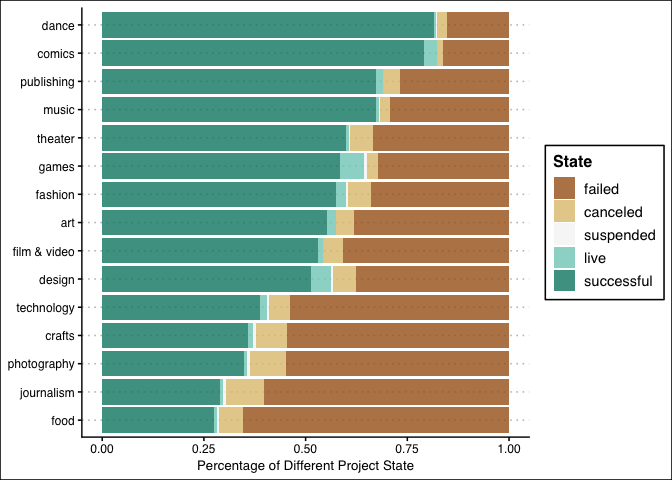 dance
comics
publishing
music
theater
games
fashion
art
film & video
design
technology
crafts
photography
journalism
food
0.00 0.25 0.50 0.75 1.00
Percentage of Different Project State
State
failed
canceled
suspended
live
successful